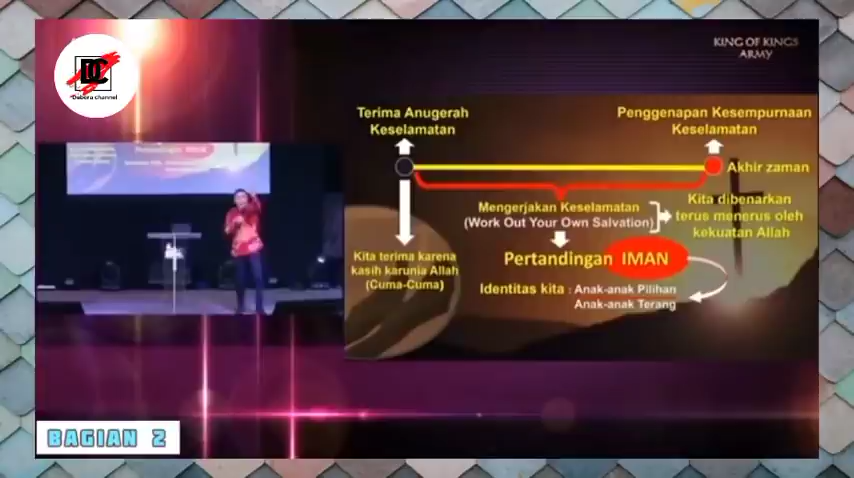 DC
Debora channel
KING OF KINGS
ARMY
Terima Anugerah
Keselamatan
Penggenapan Kesempurnaan
Keselamatan
Akhir zaman
Mengerjakan Keselamatan
(Work Out Your Own Salvation)
Kita dibenarkan
terus menerus oleh
kekuatan Allah
Kita terima karena
kasih karunia Allah
(Cuma-Cuma)
Pertandingan IMAN
Identitas kita : Anak-anak Pilihan
Anak-anak Terang
BAGIAN 2